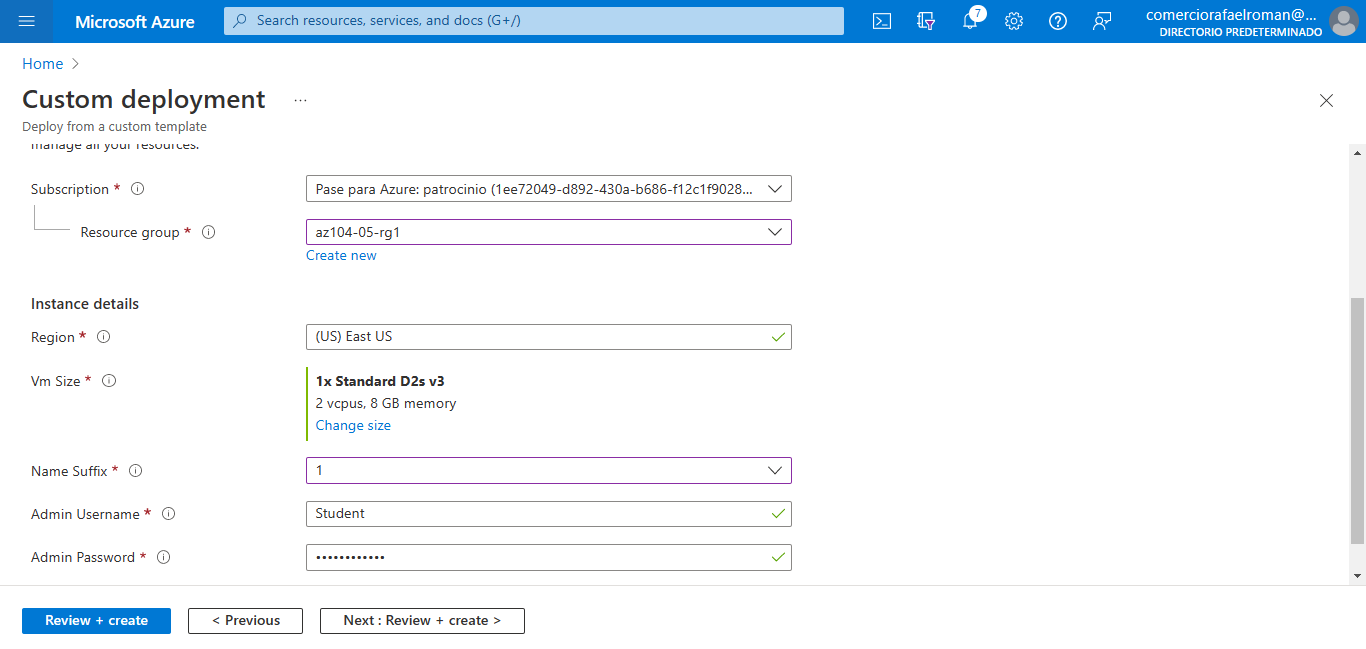 Microsoft Azure
Search resources, services, and docs (G+/)
7
comerciorafaelroman@...
DIRECTORIO PREDETERMINADO
Home >
Custom deployment ...
Deploy from a custom template
manage all your resources.
Subscription *
Pase para Azure: patrocinio (1ee72049-d892-430a-b686-f12c1f9028...
Resource group *
az104-05-rg1
Create new
Instance details
Region *
(US) East US
Vm Size *
1x Standard D2s v3
2 vcpus, 8 GB memory
Change size
Name Suffix *
1
Admin Username *
Student
Admin Password *
••••••••••••
Review + create
< Previous
Next : Review + create >